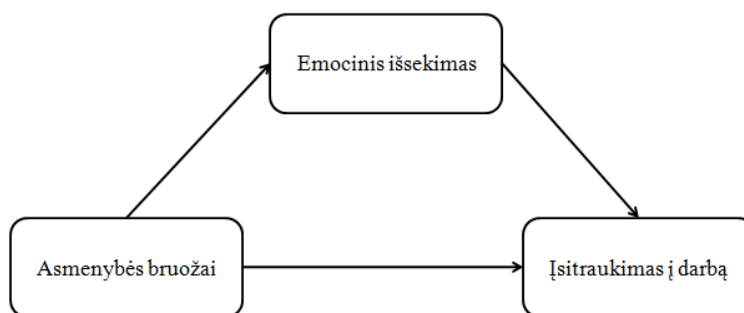 Emocinis išsekimas
Asmenybės bruožai
Įsitraukimas į darbą